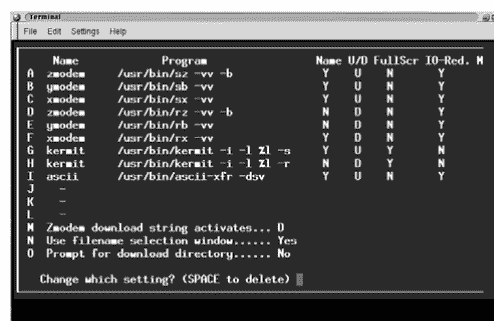 Terminal
File Edit Settings Help
Name Program Name U/D FullScr IO-Red. M
A zmodem /usr/bin/sz -vv -b Y U N Y
B ymodem /usr/bin/sb -vv Y U N Y
C xmodem /usr/bin/sx -vv Y U N Y
D zmodem /usr/bin/rz -vv -b N D N Y
E ymodem /usr/bin/rb -vv N D N Y
F xmodem /usr/bin/rx -vv Y D N Y
G kermit /usr/bin/kermit -i -l %l -s Y U Y N
H kermit /usr/bin/kermit -i -l %l -r N D Y N
I ascii /usr/bin/ascii-xfr -dsv Y U N Y
J -
K -
L -
M Zmodem download string activates... D
N Use filename selection window...... Yes
O Prompt for download directory...... No
Change which setting? (SPACE to delete)